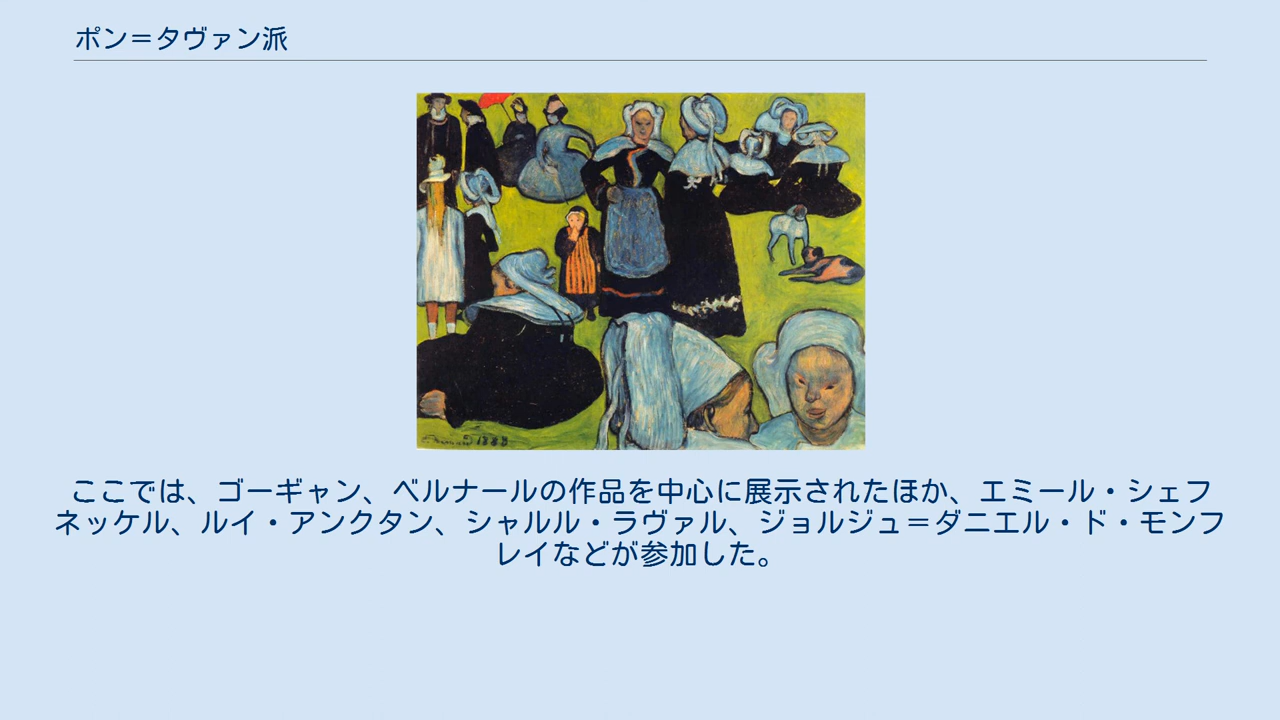 ポン＝タヴァン派
1888
ここでは、ゴーギャン、ベルナールの作品を中心に展示されたほか、エミール・シェフ
ネッケル、ルイ・アンクタン、シャルル・ラヴァル、ジョルジュ＝ダニエル・ド・モンフ
レイなどが参加した。